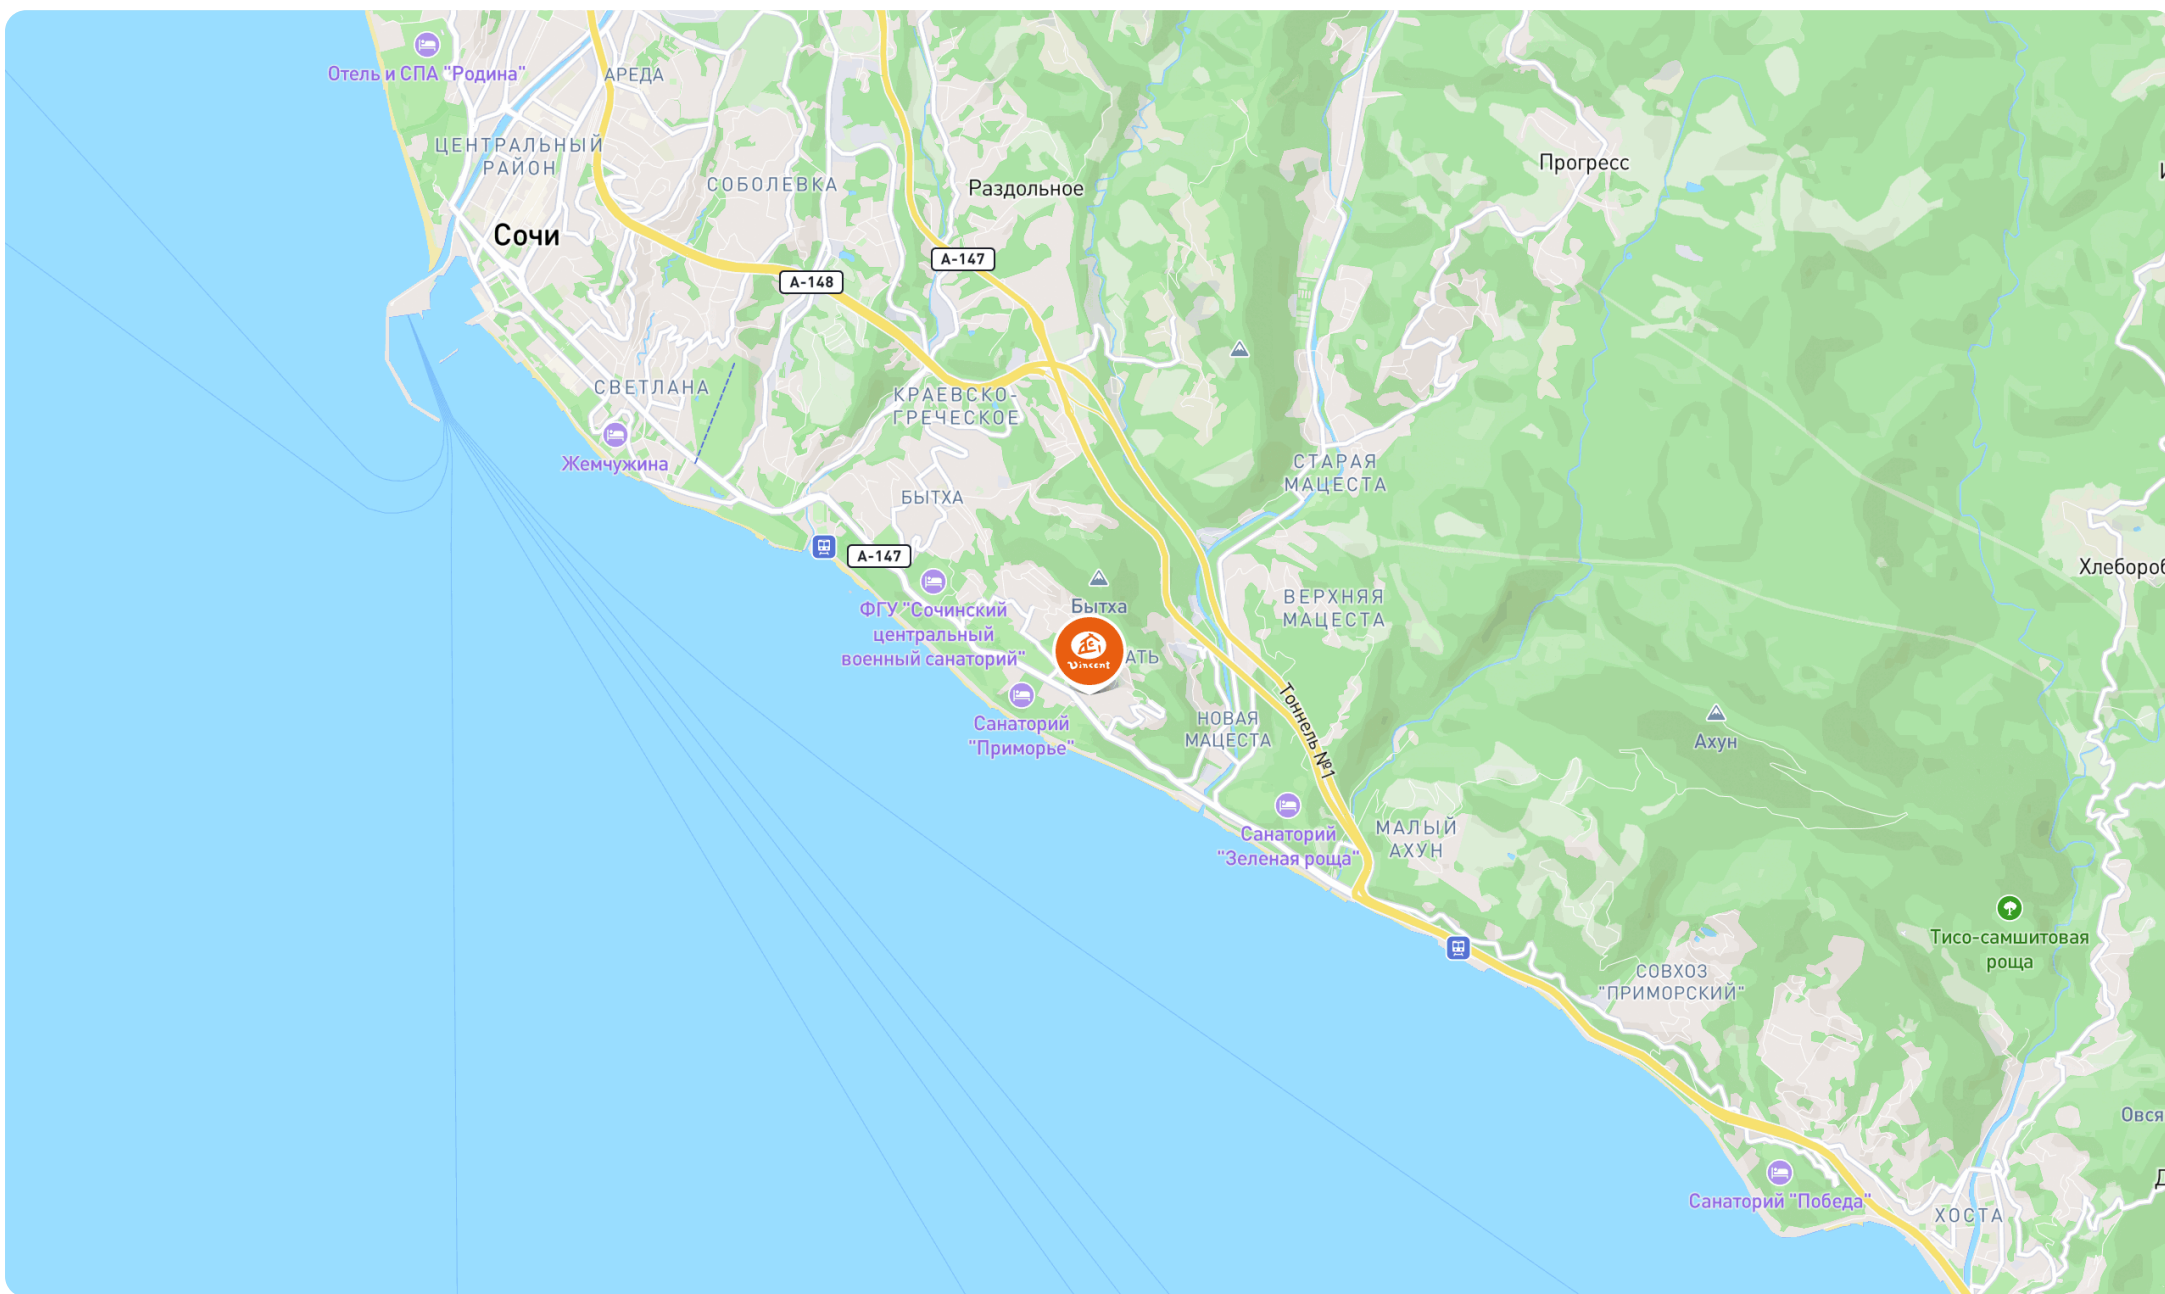 Отель и СПА "Родина"
АРЕДА
ЦЕНТРАЛЬНЫЙ
РАЙОН
СОБОЛЕВКА
Раздольное
Прогресс
Сочи
А-147
А-148
СВЕТЛАНА
КРАЕВСКО-
ГРЕЧЕСКОЕ
Жемчужина
СТАРАЯ
МАЦЕСТА
БЫТХА
А-147
Хлебороб
ФГУ "Сочинский
центральный
военный санаторий"
Бытха
ВЕРХНЯЯ
МАЦЕСТА
Vincent
АТЬ
Санаторий
"Приморье"
НОВАЯ
МАЦЕСТА
Тоннель №1
Ахун
Санаторий
"Зеленая роща"
МАЛЫЙ
АХУН
Тисо-самшитовая
роща
СОВХОЗ
"ПРИМОРСКИЙ"
Овся
Санаторий "Победа"
ХОСТА